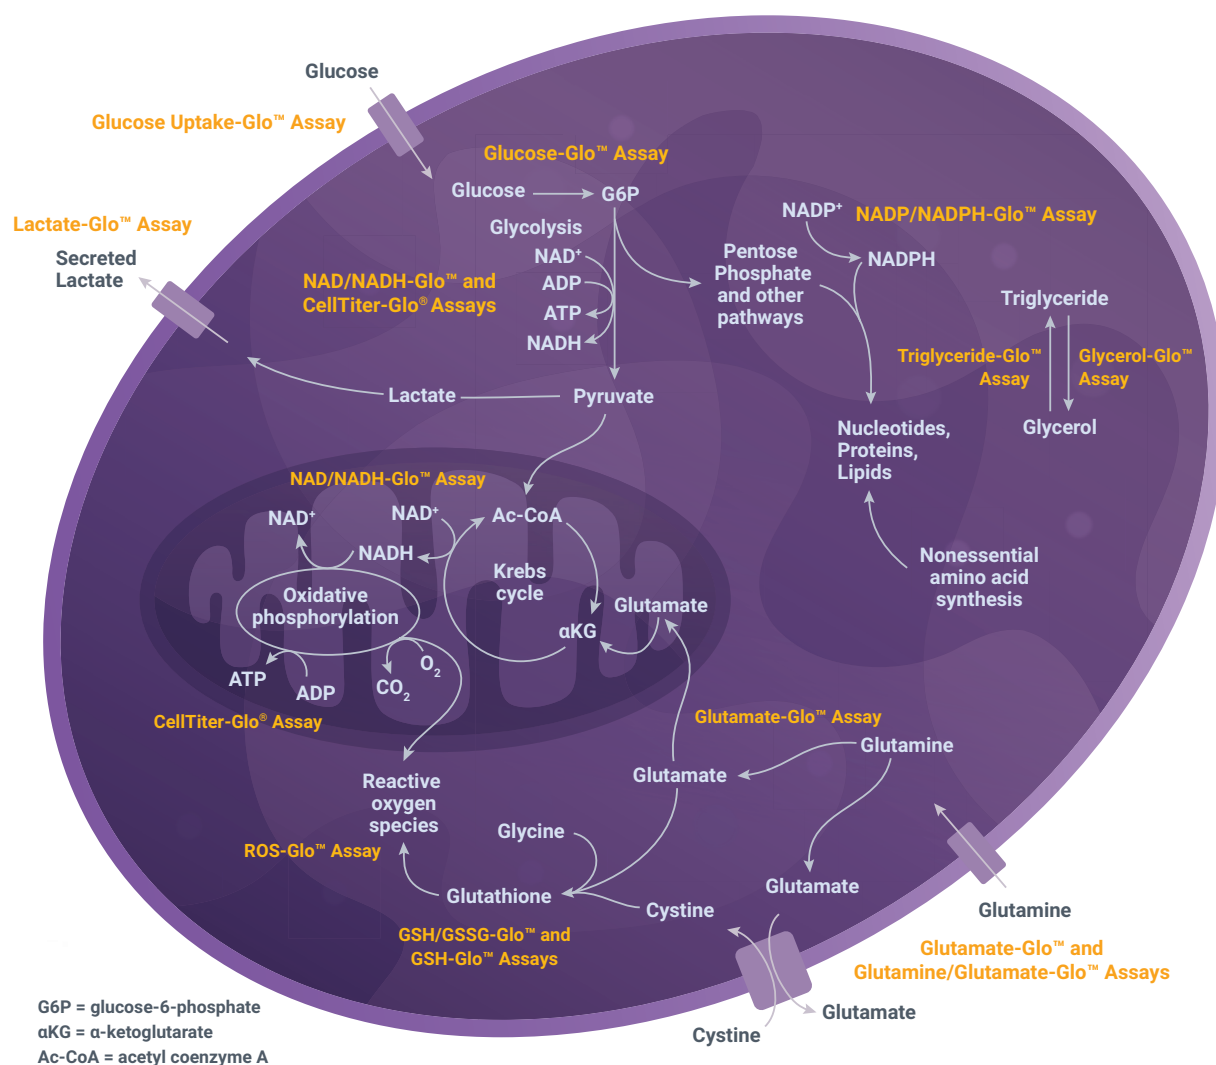 Glucose
Glucose Uptake-Glo™ Assay
Glucose-Glo™ Assay
Glucose
G6P
Lactate-Glo™ Assay
Secreted
Lactate
Glycolysis
NAD⁺
ADP
ATP
NADH
NAD/NADH-Glo™ and
CellTiter-Glo® Assays
Pentose
Phosphate
and other
pathways
NADP⁺
NADP/NADPH-Glo™ Assay
NADPH
Triglyceride
Triglyceride-Glo™
Assay
Glycerol-Glo™
Assay
Glycerol
Lactate
Pyruvate
Nucleotides,
Proteins,
Lipids
Nonessential
amino acid
synthesis
NAD/NADH-Glo™ Assay
NAD⁺
NAD⁺
NADH
Ac-CoA
Krebs
cycle
Oxidative
phosphorylation
αKG
Glutamate
ATP
ADP
CO₂
O₂
CellTiter-Glo® Assay
Glutamate-Glo™ Assay
Glutamine
Glutamate
Reactive
oxygen
species
ROS-Glo™ Assay
Glycine
Glutathione
Cystine
Glutamate
GSH/GSSG-Glo™ and
GSH-Glo™ Assays
Glutamine
Glutamate-Glo™ and
Glutamine/Glutamate-Glo™ Assays
Glutamate
Cystine
G6P = glucose-6-phosphate
αKG = α-ketoglutarate
Ac-CoA = acetyl coenzyme A